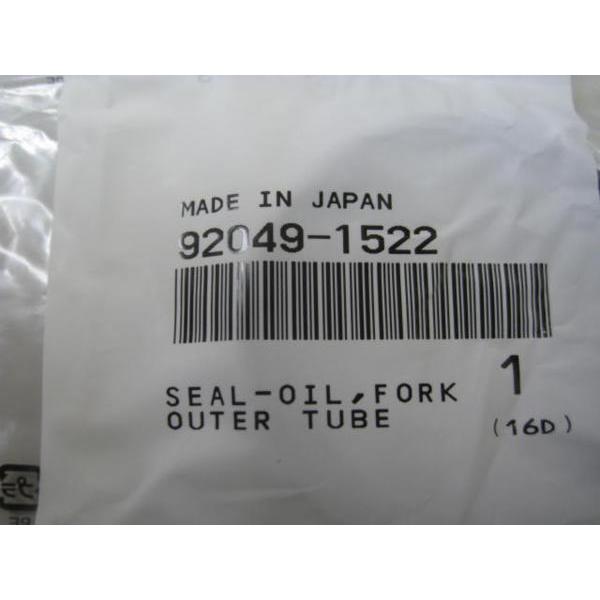 MADE IN JAPAN
92049-1522
SEAL-OIL,FORK 1
OUTER TUBE (16D)